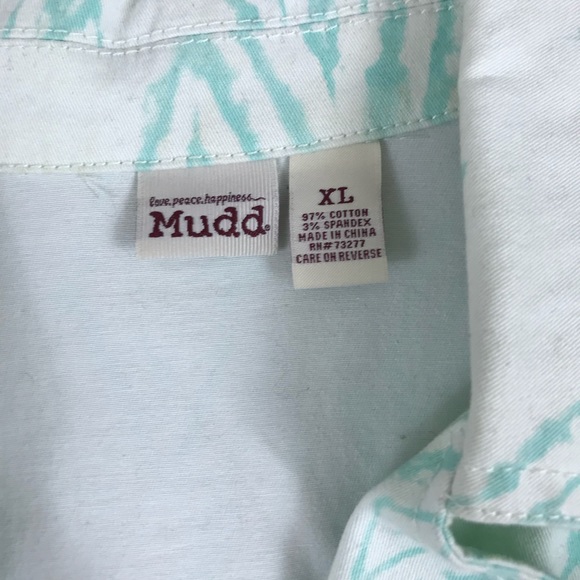 love.peace.happiness
Mudd®
XL
97% COTTON
3% SPANDEX
MADE IN CHINA
RN#73277
CARE ON REVERSE